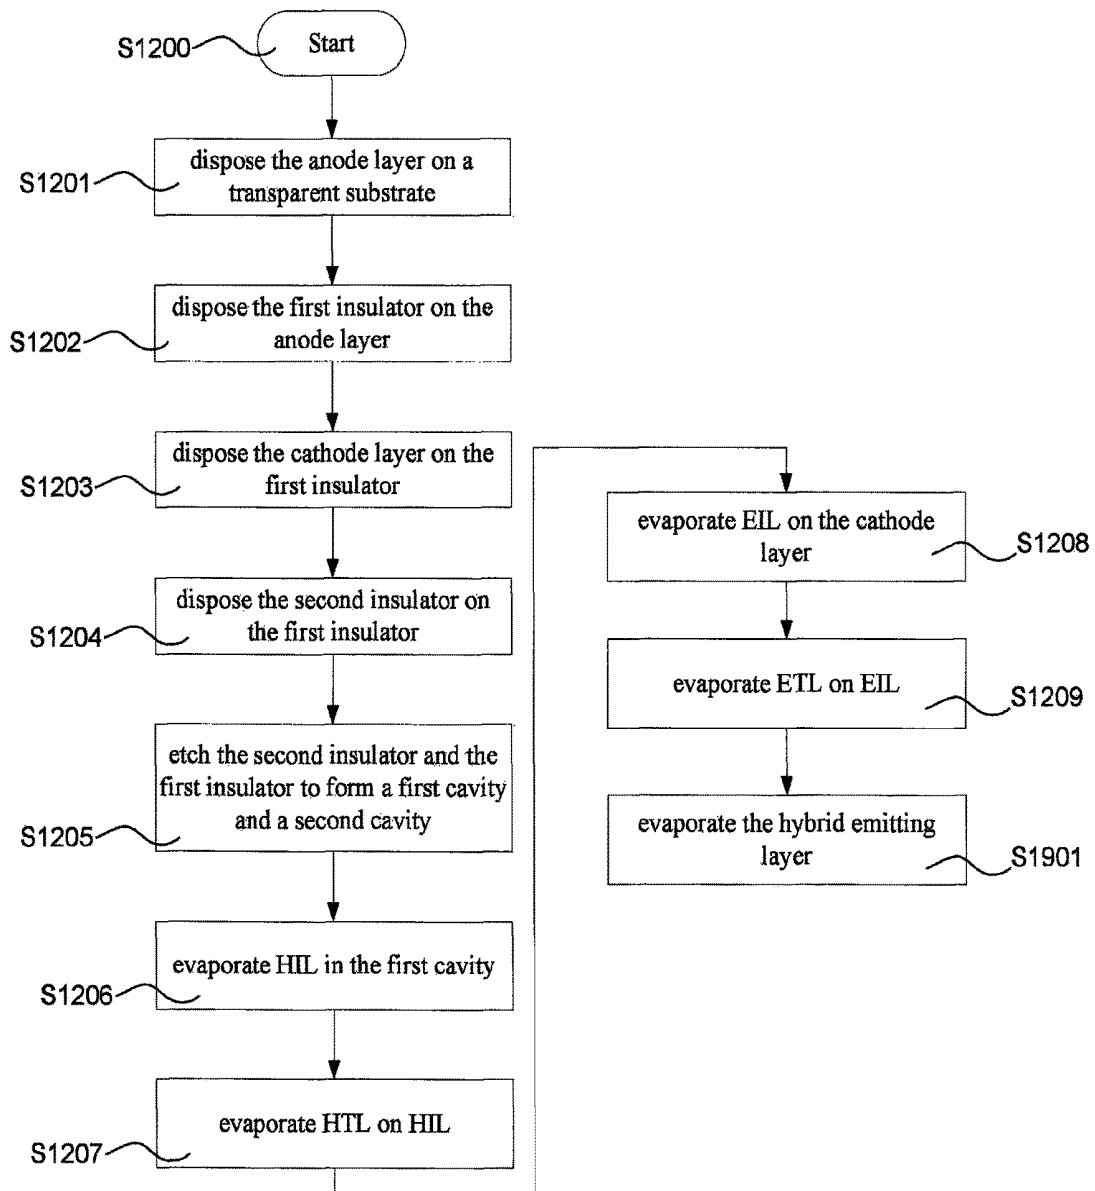 S1200
Start
S1201
dispose the anode layer on a
transparent substrate
S1202
dispose the first insulator on the
anode layer
S1203
dispose the cathode layer on the
first insulator
S1204
dispose the second insulator on
the first insulator
S1205
etch the second insulator and the
first insulator to form a first cavity
and a second cavity
S1206
evaporate HIL in the first cavity
S1207
evaporate HTL on HIL
evaporate EIL on the cathode
layer
S1208
evaporate ETL on EIL
S1209
evaporate the hybrid emitting
layer
S1901